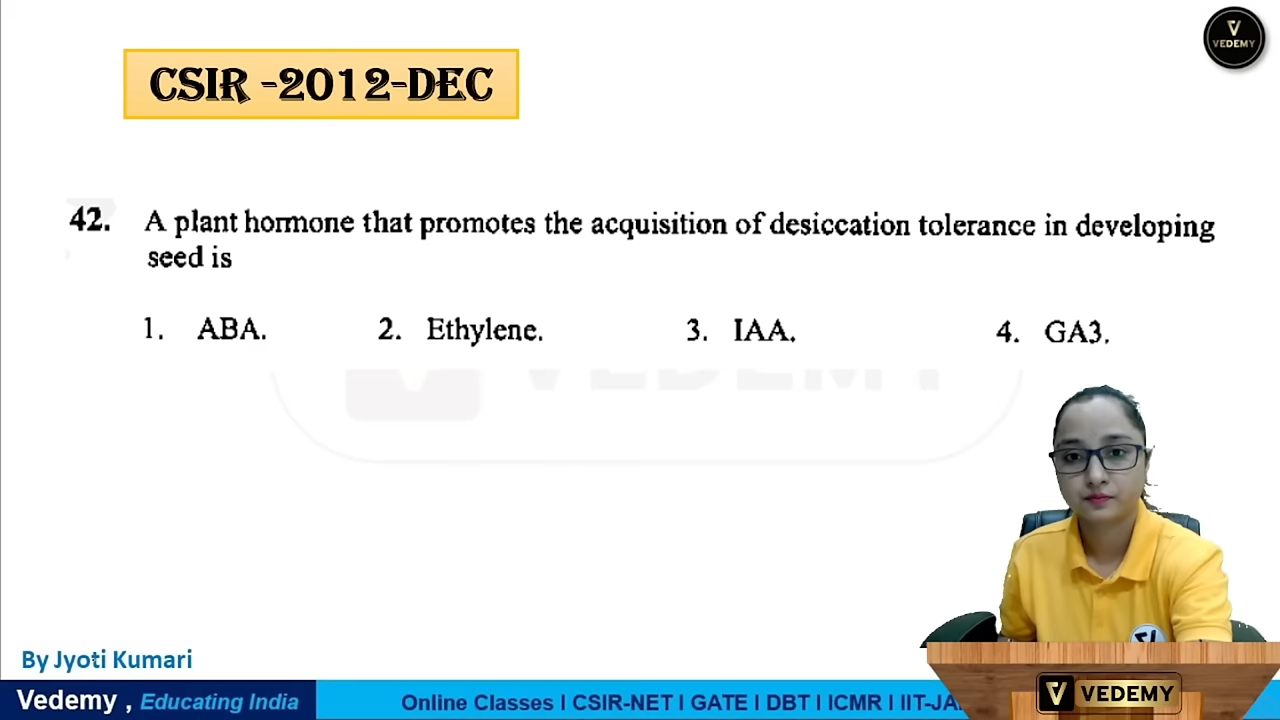 VEDEMY
CSIR -2012-DEC
42. A plant hormone that promotes the acquisition of desiccation tolerance in developing
seed is
1. ABA. 2. Ethylene. 3. IAA. 4. GA3.
VEDEMY
By Jyoti Kumari
Vedemy , Educating India
Online Classes I CSIR-NET I GATE I DBT I ICMR I IIT-JA
VEDEMY